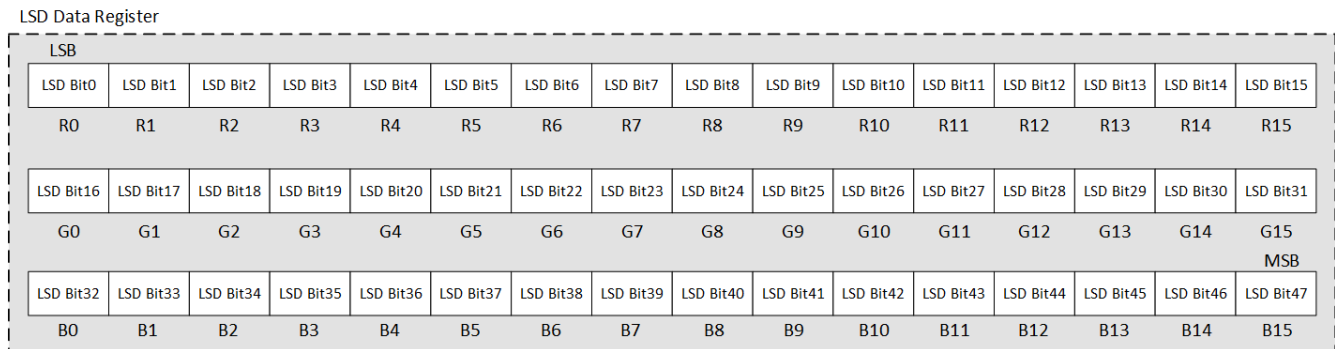 LSD Data Register
LSB
LSD Bit0 LSD Bit1 LSD Bit2 LSD Bit3 LSD Bit4 LSD Bit5 LSD Bit6 LSD Bit7 LSD Bit8 LSD Bit9 LSD Bit10 LSD Bit11 LSD Bit12 LSD Bit13 LSD Bit14 LSD Bit15
R0 R1 R2 R3 R4 R5 R6 R7 R8 R9 R10 R11 R12 R13 R14 R15
LSD Bit16 LSD Bit17 LSD Bit18 LSD Bit19 LSD Bit20 LSD Bit21 LSD Bit22 LSD Bit23 LSD Bit24 LSD Bit25 LSD Bit26 LSD Bit27 LSD Bit28 LSD Bit29 LSD Bit30 LSD Bit31
G0 G1 G2 G3 G4 G5 G6 G7 G8 G9 G10 G11 G12 G13 G14 G15
MSB
LSD Bit32 LSD Bit33 LSD Bit34 LSD Bit35 LSD Bit36 LSD Bit37 LSD Bit38 LSD Bit39 LSD Bit40 LSD Bit41 LSD Bit42 LSD Bit43 LSD Bit44 LSD Bit45 LSD Bit46 LSD Bit47
B0 B1 B2 B3 B4 B5 B6 B7 B8 B9 B10 B11 B12 B13 B14 B15